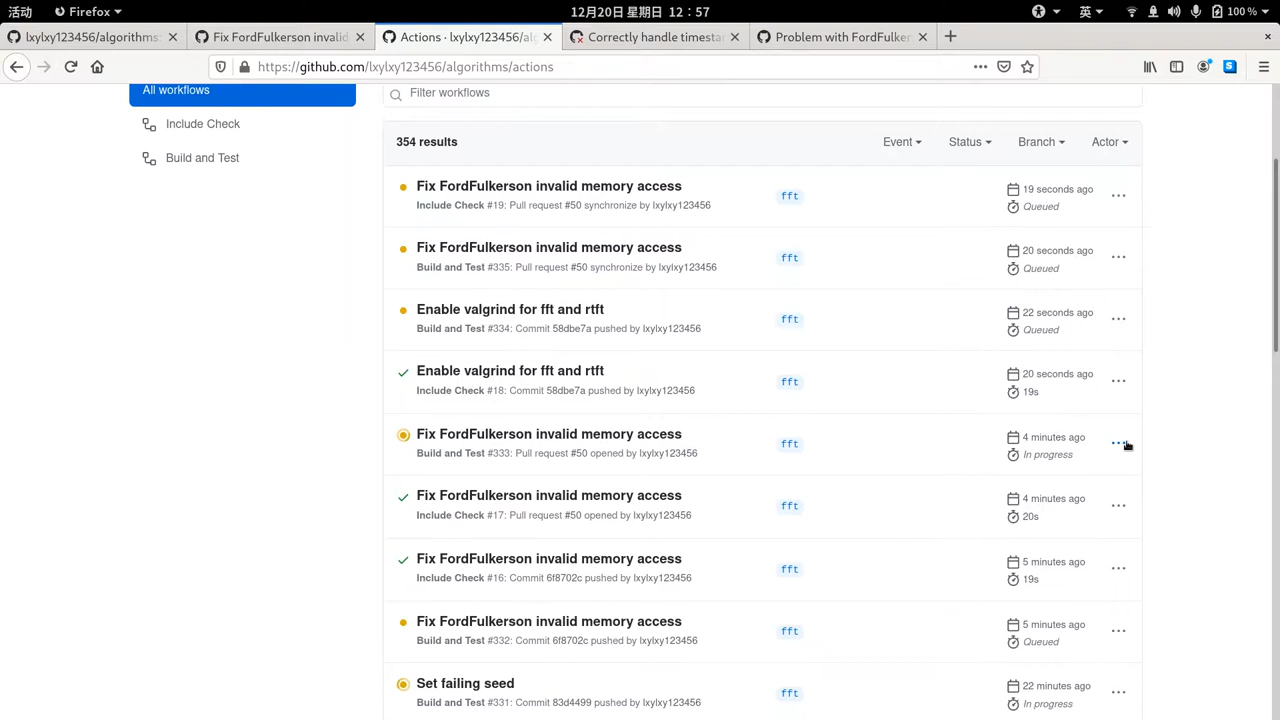 活动
Firefox
12月20日 星期日 12：57
英
100 %
lxylxy123456/algorithms:
Fix FordFulkerson invalid
Actions · lxylxy123456/al
Correctly handle timesta
Problem with FordFulker
https://github.com/lxylxy123456/algorithms/actions
All workflows
Include Check
Build and Test
Filter workflows
354 results
Event Status Branch Actor
Fix FordFulkerson invalid memory access
Include Check #19: Pull request #50 synchronize by lxylxy123456
fft
19 seconds ago
Queued
Fix FordFulkerson invalid memory access
Build and Test #335: Pull request #50 synchronize by lxylxy123456
fft
20 seconds ago
Queued
Enable valgrind for fft and rtft
Build and Test #334: Commit 58dbe7a pushed by lxylxy123456
fft
22 seconds ago
Queued
Enable valgrind for fft and rtft
Include Check #18: Commit 58dbe7a pushed by lxylxy123456
fft
20 seconds ago
19s
Fix FordFulkerson invalid memory access
Build and Test #333: Pull request #50 opened by lxylxy123456
fft
4 minutes ago
In progress
Fix FordFulkerson invalid memory access
Include Check #17: Pull request #50 opened by lxylxy123456
fft
4 minutes ago
20s
Fix FordFulkerson invalid memory access
Include Check #16: Commit 6f8702c pushed by lxylxy123456
fft
5 minutes ago
19s
Fix FordFulkerson invalid memory access
Build and Test #332: Commit 6f8702c pushed by lxylxy123456
fft
5 minutes ago
Queued
Set failing seed
Build and Test #331: Commit 83d4499 pushed by lxylxy123456
fft
22 minutes ago
In progress